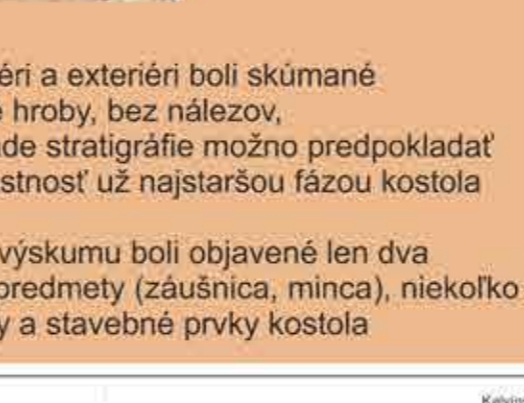 éri a exteriéri boli skúmané
hroby, bez nálezov,
de stratigráfie možno predpokladať
stnosť už najstaršou fázou kostola
výskumu boli objavené len dva
predmety (záušnica, minca), niekoľko
y a stavebné prvky kostola